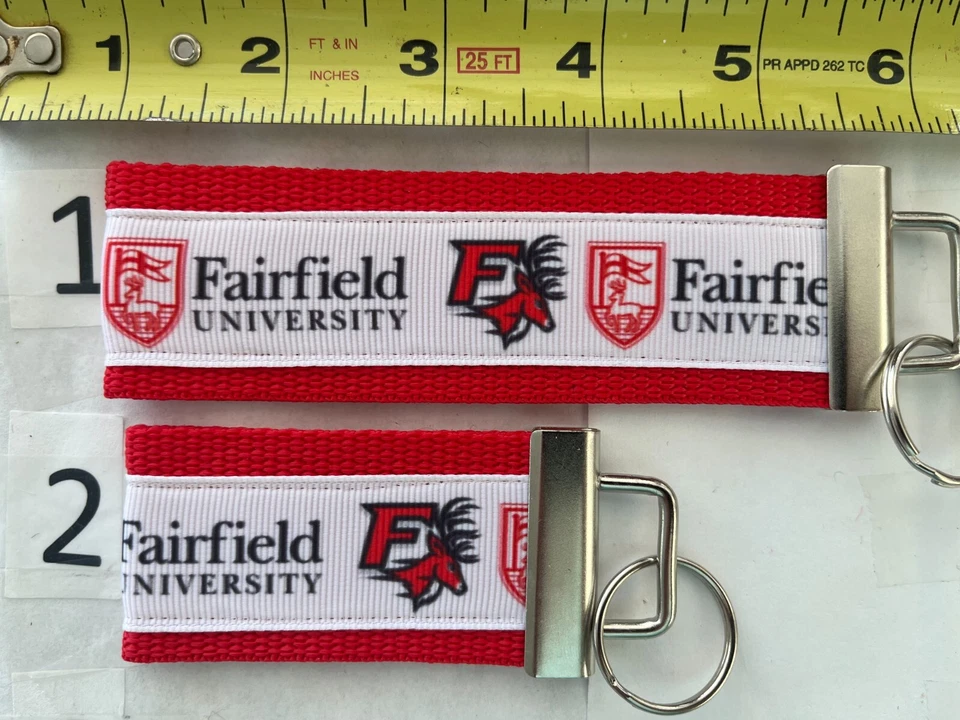 1 2 FT & IN INCHES 3 25 FT 4 5 PR APPD 262 TC 6
1
Fairfield
UNIVERSITY
F
Fairfie
UNIVERS
2
Fairfield
UNIVERSITY
F